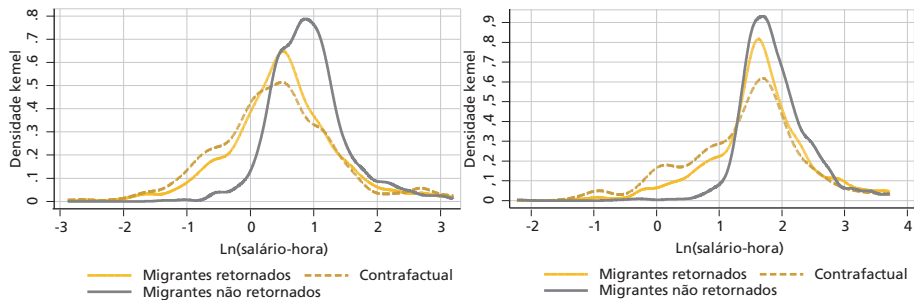 Densidade kernel
,8
,7
,6
,5
,4
,3
,2
,1
0
-3 -2 -1 0 1 2 3
Ln(salário-hora)
Migrantes retornados Contrafactual
Migrantes não retornados
Densidade kernel
,9
,8
,7
,6
,5
,4
,3
,2
,1
0
-2 -1 0 1 2 3 4
Ln(salário-hora)
Migrantes retornados Contrafactual
Migrantes não retornados